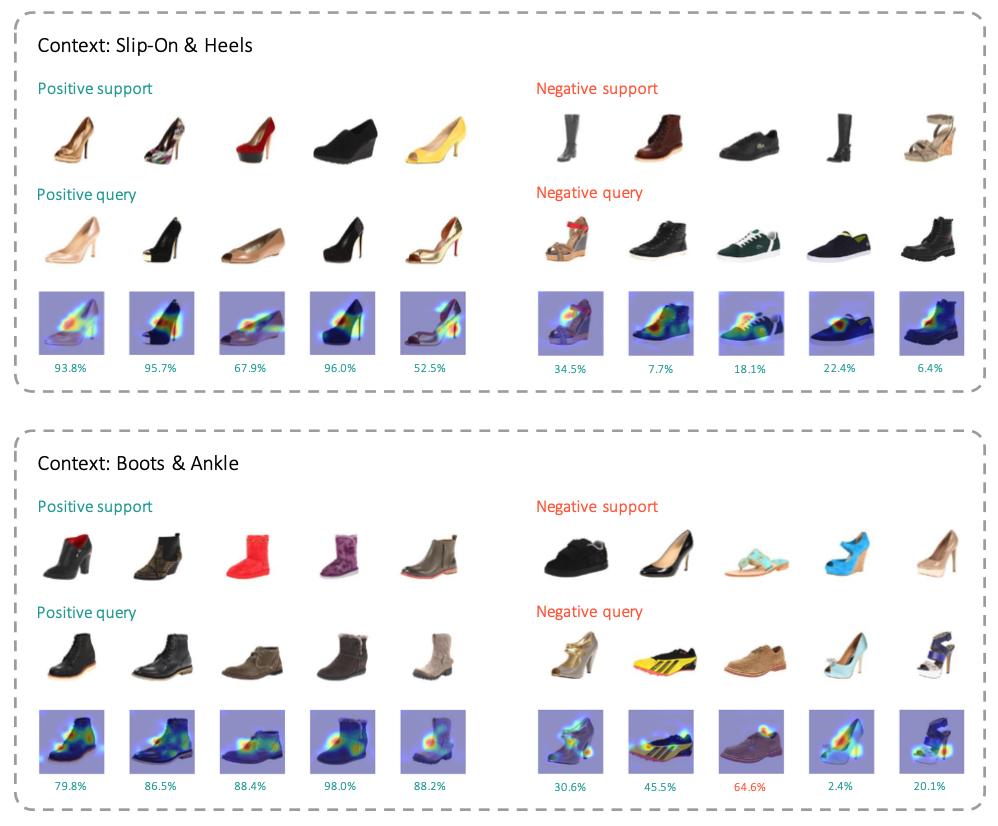 Context: Slip-On & Heels
Positive support
Negative support
Positive query
Negative query
93.8% 95.7% 67.9% 96.0% 52.5% 34.5% 7.7% 18.1% 22.4% 6.4%
Context: Boots & Ankle
Positive support
Negative support
Positive query
Negative query
79.8% 86.5% 88.4% 98.0% 88.2% 30.6% 45.5% 64.6% 2.4% 20.1%